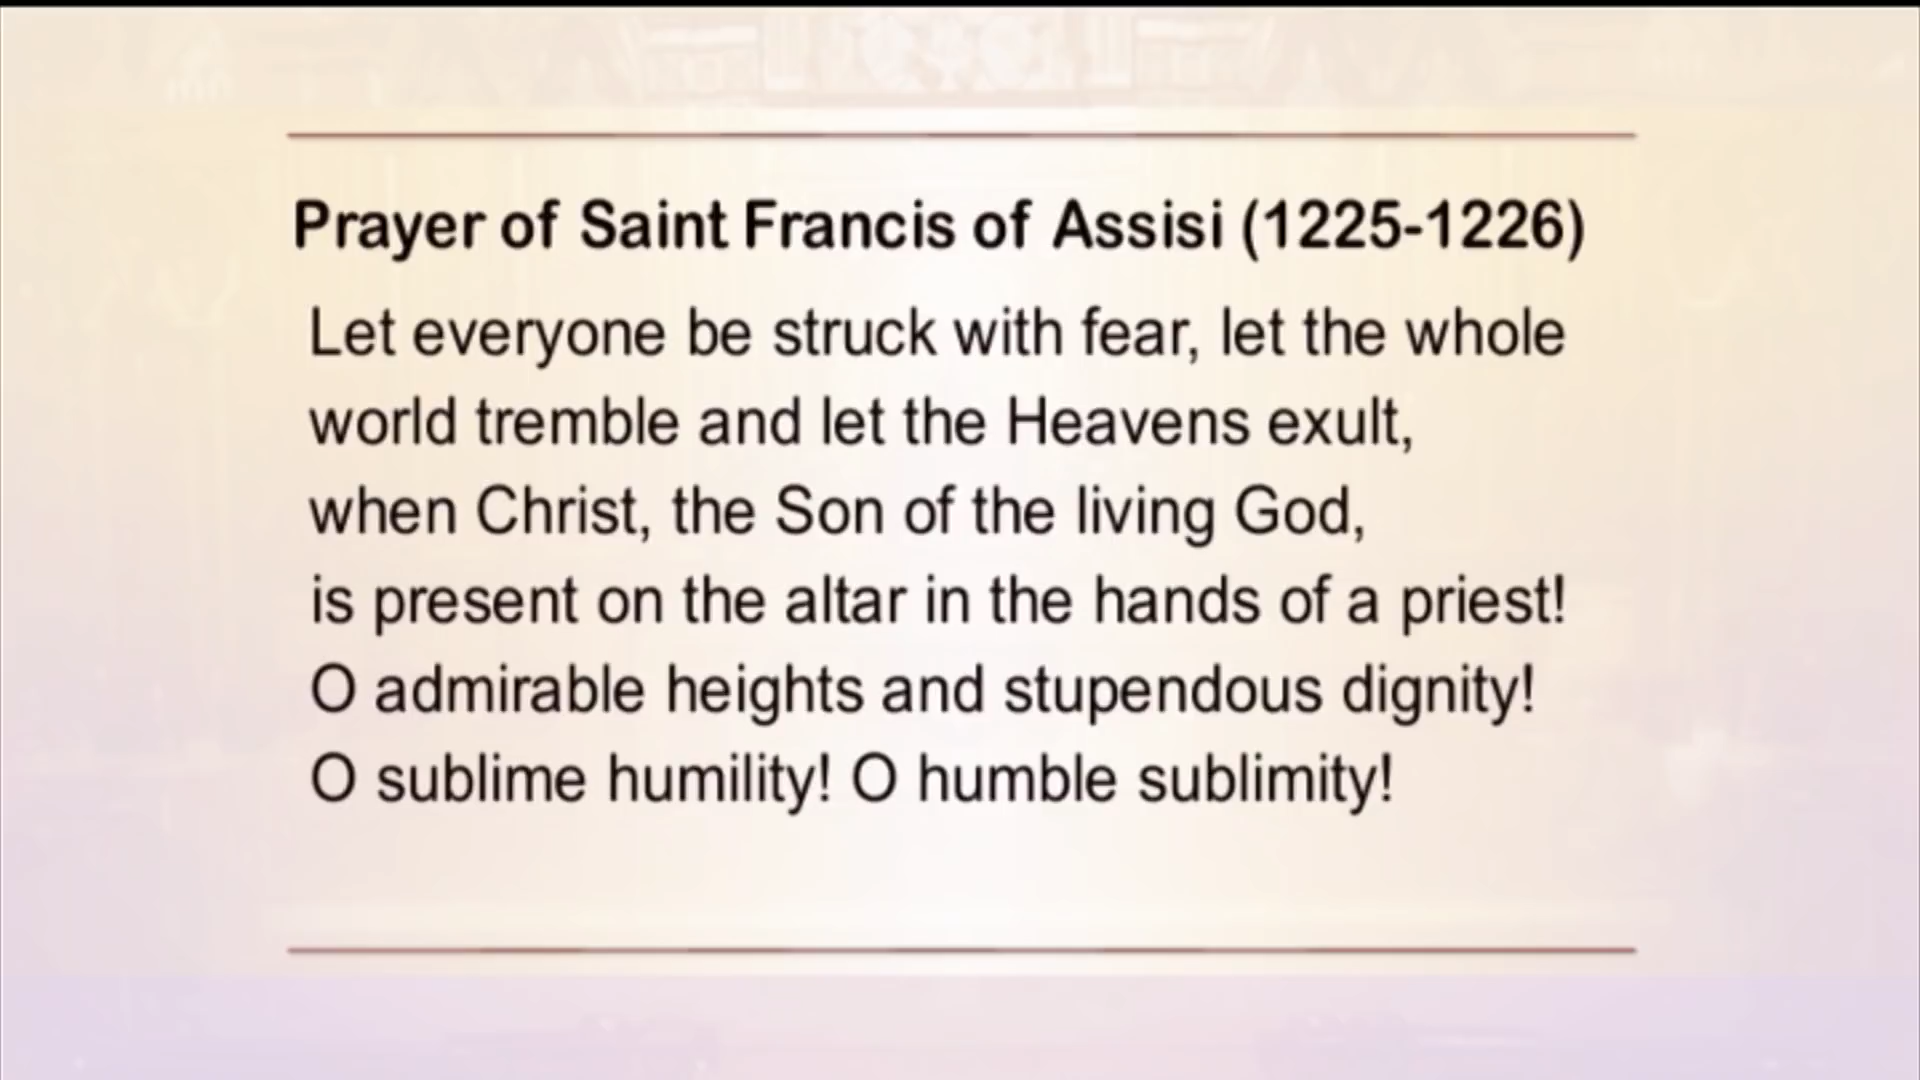 Prayer of Saint Francis of Assisi (1225-1226)
Let everyone be struck with fear, let the whole
world tremble and let the Heavens exult,
when Christ, the Son of the living God,
is present on the altar in the hands of a priest!
O admirable heights and stupendous dignity!
O sublime humility! O humble sublimity!